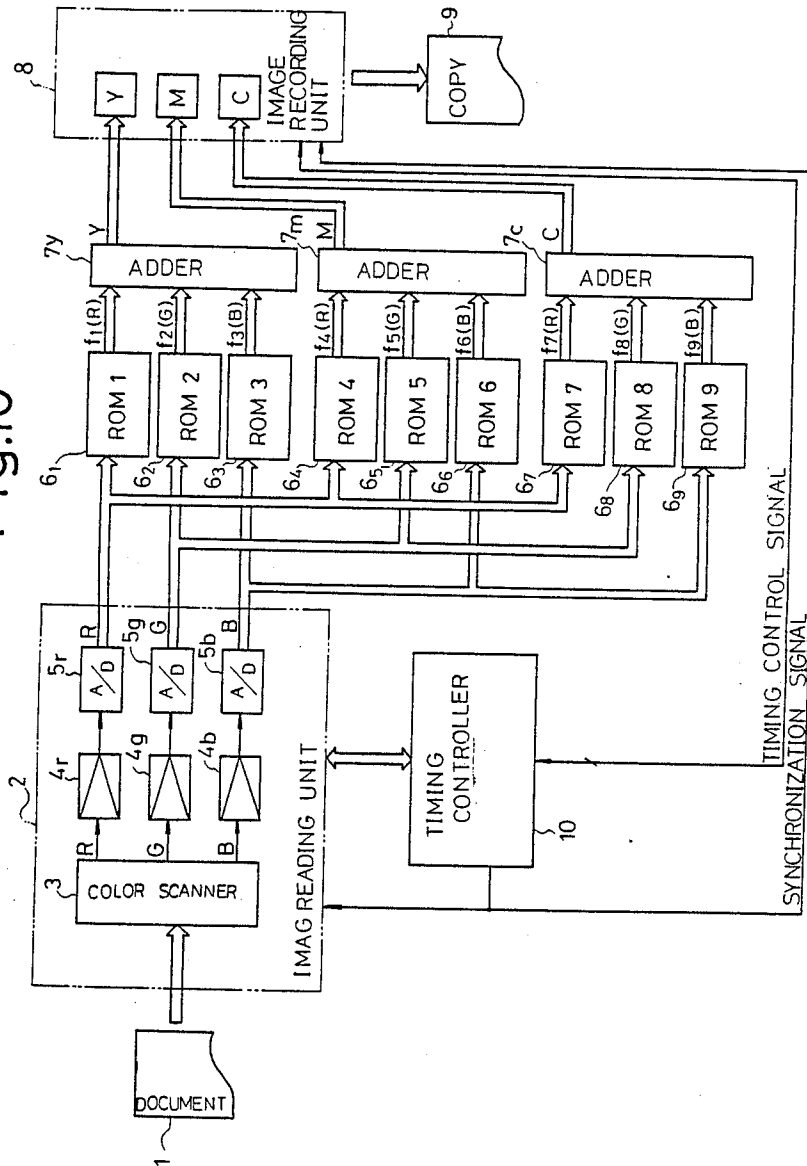 Fig.10
1
DOCUMENT
2
3
COLOR SCANNER
R
G
B
4r
4g
4b
5r
5g
5b
A/D
A/D
A/D
R
G
B
IMAG READING UNIT
TIMING
CONTROLLER
10
6₁
ROM 1
6₂
ROM 2
6₃
ROM 3
6₄
ROM 4
6₅
ROM 5
6₆
ROM 6
6₇
ROM 7
6₈
ROM 8
6₉
ROM 9
f₁(R)
f₂(G)
f₃(B)
f₄(R)
f₅(G)
f₆(B)
f₇(R)
f₈(G)
f₉(B)
7y
ADDER
7m
ADDER
7c
ADDER
Y
M
C
8
Y
M
C
IMAGE
RECORDING
UNIT
9
COPY
TIMING CONTROL SIGNAL
SYNCHRONIZATION SIGNAL